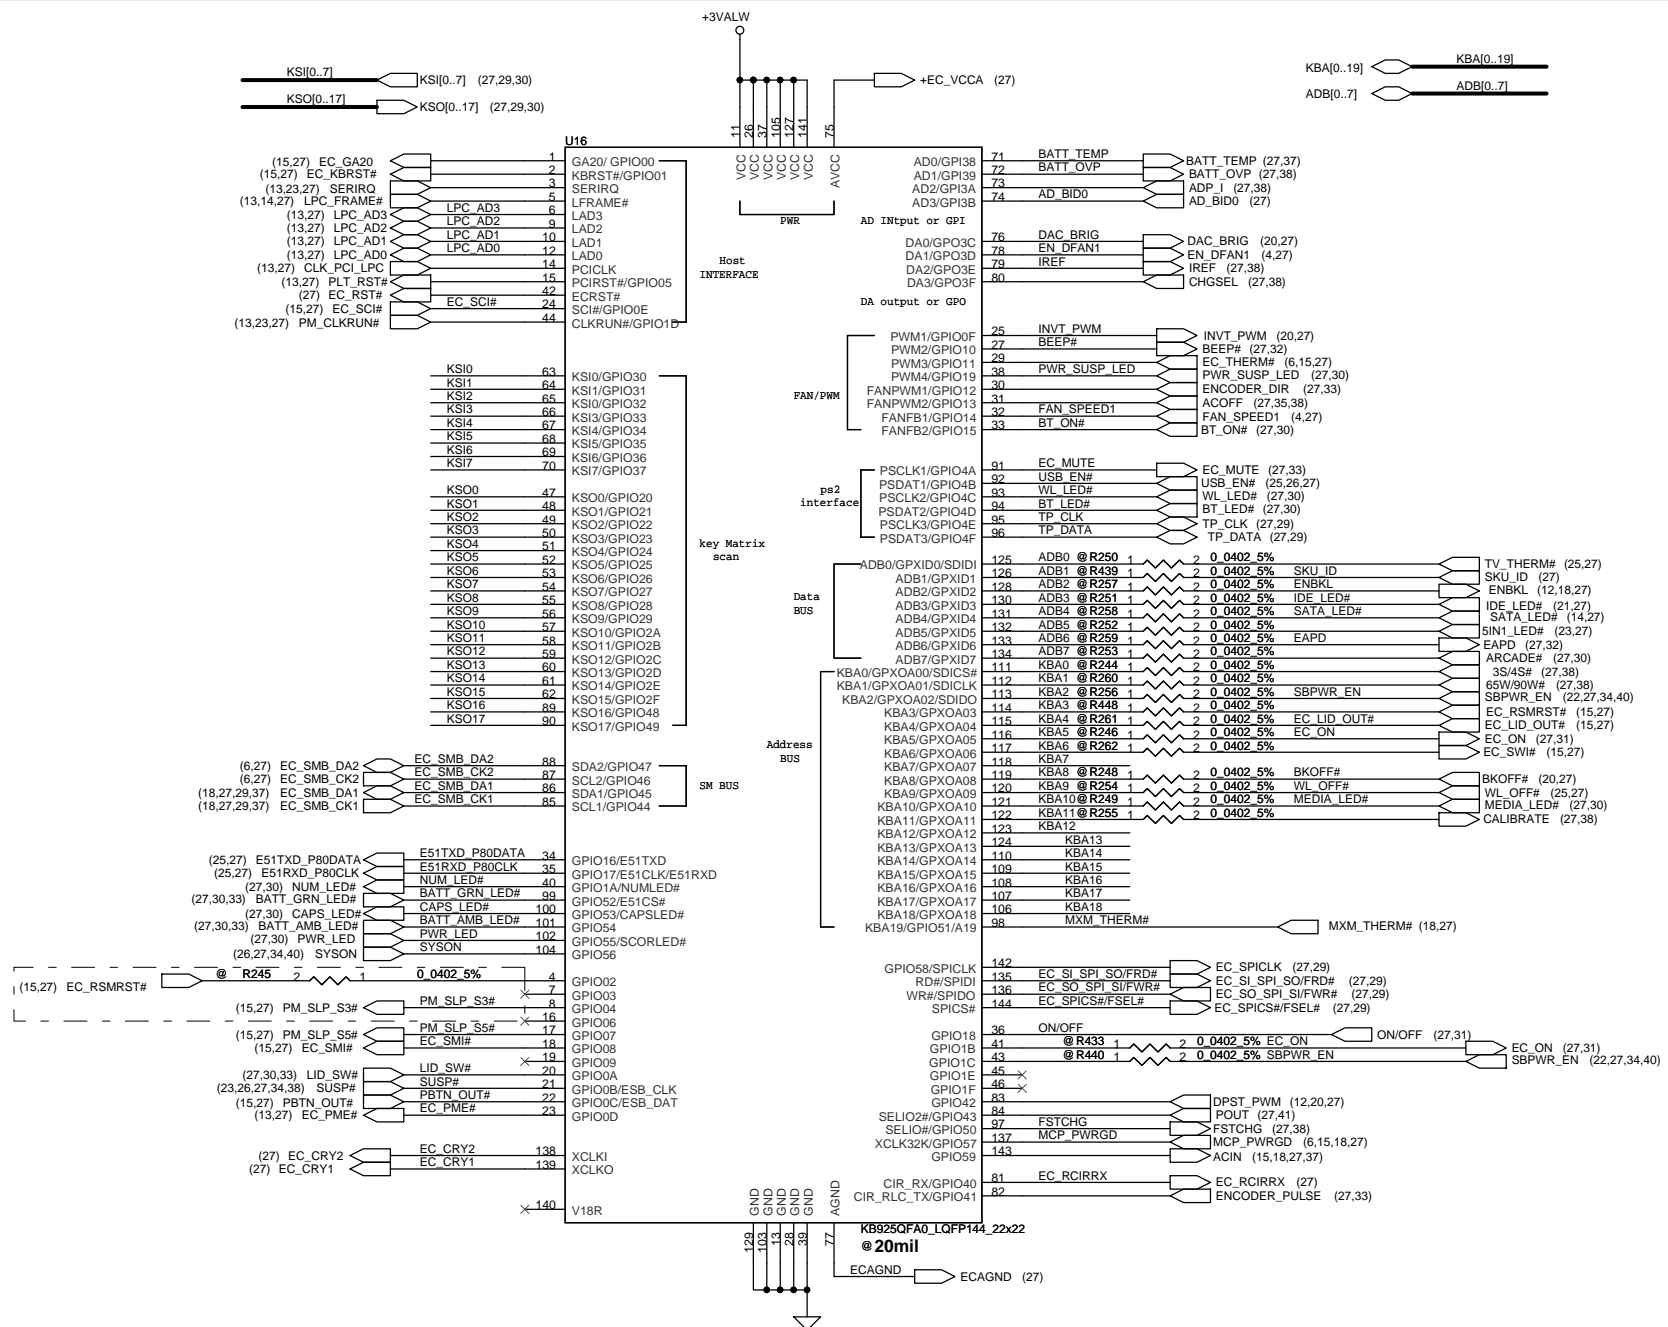 +3VALW
KSI[0..7] KSI[0..7] (27,29,30)
KSO[0..17] KSO[0..17] (27,29,30)
+EC_VCCA (27)
KBA[0..19] KBA[0..19]
ADB[0..7] ADB[0..7]
11 26 37 105 127 141 75
U16
VCC VCC VCC VCC VCC VCC AVCC
PWR
(15,27) EC_GA20 1 GA20/ GPIO00
(15,27) EC_KBRST# 2 KBRST#/GPIO01
(13,23,27) SERIRQ 3 SERIRQ
(13,14,27) LPC_FRAME# 5 LFRAME#
(13,27) LPC_AD3 LPC_AD3 6 LAD3
(13,27) LPC_AD2 LPC_AD2 9 LAD2
(13,27) LPC_AD1 LPC_AD1 10 LAD1
(13,27) LPC_AD0 LPC_AD0 12 LAD0
(13,27) CLK_PCI_LPC 14 PCICLK
(13,27) PLT_RST# 15 PCIRST#/GPIO05
(27) EC_RST# 42 ECRST#
(15,27) EC_SCI# EC_SCI# 24 SCI#/GPIO0E
(13,23,27) PM_CLKRUN# 44 CLKRUN#/GPIO1D
Host
INTERFACE
KSI0 63 KSI0/GPIO30
KSI1 64 KSI1/GPIO31
KSI2 65 KSI0/GPIO32
KSI3 66 KSI3/GPIO33
KSI4 67 KSI4/GPIO34
KSI5 68 KSI5/GPIO35
KSI6 69 KSI6/GPIO36
KSI7 70 KSI7/GPIO37
KSO0 47 KSO0/GPIO20
KSO1 48 KSO1/GPIO21
KSO2 49 KSO2/GPIO22
KSO3 50 KSO3/GPIO23
KSO4 51 KSO4/GPIO24
KSO5 52 KSO5/GPIO25
KSO6 53 KSO6/GPIO26
KSO7 54 KSO7/GPIO27
KSO8 55 KSO8/GPIO28
KSO9 56 KSO9/GPIO29
KSO10 57 KSO10/GPIO2A
KSO11 58 KSO11/GPIO2B
KSO12 59 KSO12/GPIO2C
KSO13 60 KSO13/GPIO2D
KSO14 61 KSO14/GPIO2E
KSO15 62 KSO15/GPIO2F
KSO16 89 KSO16/GPIO48
KSO17 90 KSO17/GPIO49
key Matrix
scan
(6,27) EC_SMB_DA2 EC_SMB_DA2 88 SDA2/GPIO47
(6,27) EC_SMB_CK2 EC_SMB_CK2 87 SCL2/GPIO46
(18,27,29,37) EC_SMB_DA1 EC_SMB_DA1 86 SDA1/GPIO45
(18,27,29,37) EC_SMB_CK1 EC_SMB_CK1 85 SCL1/GPIO44
SM BUS
(25,27) E51TXD_P80DATA E51TXD_P80DATA 34 GPIO16/E51TXD
(25,27) E51RXD_P80CLK E51RXD_P80CLK 35 GPIO17/E51CLK/E51RXD
(27,30) NUM_LED# NUM_LED# 40 GPIO1A/NUMLED#
(27,30,33) BATT_GRN_LED# BATT_GRN_LED# 99 GPIO52/E51CS#
(27,30) CAPS_LED# CAPS_LED# 100 GPIO53/CAPSLED#
(27,30,33) BATT_AMB_LED# BATT_AMB_LED# 101 GPIO54
(27,30) PWR_LED PWR_LED 102 GPIO55/SCORLED#
(26,27,34,40) SYSON SYSON 104 GPIO56
(15,27) EC_RSMRST# @ R245 2 1 0_0402_5% 4 GPIO02
7 GPIO03
(15,27) PM_SLP_S3# PM_SLP_S3# 8 GPIO04
16 GPIO06
(15,27) PM_SLP_S5# PM_SLP_S5# 17 GPIO07
(15,27) EC_SMI# EC_SMI# 18 GPIO08
19 GPIO09
(27,30,33) LID_SW# LID_SW# 20 GPIO0A
(23,26,27,34,38) SUSP# SUSP# 21 GPIO0B/ESB_CLK
(15,27) PBTN_OUT# PBTN_OUT# 22 GPIO0C/ESB_DAT
(13,27) EC_PME# EC_PME# 23 GPIO0D
(27) EC_CRY2 EC_CRY2 138 XCLKI
(27) EC_CRY1 EC_CRY1 139 XCLKO
140 V18R
AD0/GPI38 71 BATT_TEMP BATT_TEMP (27,37)
AD1/GPI39 72 BATT_OVP BATT_OVP (27,38)
AD2/GPI3A 73 ADP_I (27,38)
AD3/GPI3B 74 AD_BID0 AD_BID0 (27)
AD INtput or GPI
DA0/GPO3C 76 DAC_BRIG DAC_BRIG (20,27)
DA1/GPO3D 78 EN_DFAN1 EN_DFAN1 (4,27)
DA2/GPO3E 79 IREF IREF (27,38)
DA3/GPO3F 80 CHGSEL (27,38)
DA output or GPO
PWM1/GPIO0F 25 INVT_PWM INVT_PWM (20,27)
PWM2/GPIO10 27 BEEP# BEEP# (27,32)
PWM3/GPIO11 29 EC_THERM# (6,15,27)
PWM4/GPIO19 38 PWR_SUSP_LED PWR_SUSP_LED (27,30)
FANPWM1/GPIO12 30 ENCODER_DIR (27,33)
FANPWM2/GPIO13 31 ACOFF (27,35,38)
FANFB1/GPIO14 32 FAN_SPEED1 FAN_SPEED1 (4,27)
FANFB2/GPIO15 33 BT_ON# BT_ON# (27,30)
FAN/PWM
PSCLK1/GPIO4A 91 EC_MUTE EC_MUTE (27,33)
PSDAT1/GPIO4B 92 USB_EN# USB_EN# (25,26,27)
PSCLK2/GPIO4C 93 WL_LED# WL_LED# (27,30)
PSDAT2/GPIO4D 94 BT_LED# BT_LED# (27,30)
PSCLK3/GPIO4E 95 TP_CLK TP_CLK (27,29)
PSDAT3/GPIO4F 96 TP_DATA TP_DATA (27,29)
ps2
interface
ADB0/GPXID0/SDIDI 125 ADB0 @R250 1 2 0_0402_5% TV_THERM# (25,27)
ADB1/GPXID1 126 ADB1 @R439 1 2 0_0402_5% SKU_ID SKU_ID (27)
ADB2/GPXID2 128 ADB2 @R257 1 2 0_0402_5% ENBKL ENBKL (12,18,27)
ADB3/GPXID3 130 ADB3 @R251 1 2 0_0402_5% IDE_LED# IDE_LED# (21,27)
ADB4/GPXID4 131 ADB4 @R258 1 2 0_0402_5% SATA_LED# SATA_LED# (14,27)
ADB5/GPXID5 132 ADB5 @R252 1 2 0_0402_5% 5IN1_LED# (23,27)
ADB6/GPXID6 133 ADB6 @R259 1 2 0_0402_5% EAPD EAPD (27,32)
ADB7/GPXID7 134 ADB7 @R253 1 2 0_0402_5% ARCADE# (27,30)
Data
BUS
KBA0/GPXOA00/SDICS# 111 KBA0 @R244 1 2 0_0402_5% 3S/4S# (27,38)
KBA1/GPXOA01/SDICLK 112 KBA1 @R260 1 2 0_0402_5% 65W/90W# (27,38)
KBA2/GPXOA02/SDIDO 113 KBA2 @R256 1 2 0_0402_5% SBPWR_EN SBPWR_EN (22,27,34,40)
KBA3/GPXOA03 114 KBA3 @R448 1 2 0_0402_5% EC_RSMRST# (15,27)
KBA4/GPXOA04 115 KBA4 @R261 1 2 0_0402_5% EC_LID_OUT# EC_LID_OUT# (15,27)
KBA5/GPXOA05 116 KBA5 @R246 1 2 0_0402_5% EC_ON EC_ON (27,31)
KBA6/GPXOA06 117 KBA6 @R262 1 2 0_0402_5% EC_SWI# (15,27)
KBA7/GPXOA07 118 KBA7
KBA8/GPXOA08 119 KBA8 @R248 1 2 0_0402_5% BKOFF# BKOFF# (20,27)
KBA9/GPXOA09 120 KBA9 @R254 1 2 0_0402_5% WL_OFF# WL_OFF# (25,27)
KBA10/GPXOA10 121 KBA10 @R249 1 2 0_0402_5% MEDIA_LED# MEDIA_LED# (27,30)
KBA11/GPXOA11 122 KBA11 @R255 1 2 0_0402_5% CALIBRATE (27,38)
KBA12/GPXOA12 123 KBA12
KBA13/GPXOA13 124 KBA13
KBA14/GPXOA14 110 KBA14
KBA15/GPXOA15 109 KBA15
KBA16/GPXOA16 108 KBA16
KBA17/GPXOA17 107 KBA17
KBA18/GPXOA18 106 KBA18
KBA19/GPIO51/A19 98 MXM_THERM# MXM_THERM# (18,27)
Address
BUS
GPIO58/SPICLK 142 EC_SPICLK (27,29)
RD#/SPIDI 135 EC_SI_SPI_SO/FRD# EC_SI_SPI_SO/FRD# (27,29)
WR#/SPIDO 136 EC_SO_SPI_SI/FWR# EC_SO_SPI_SI/FWR# (27,29)
SPICS# 144 EC_SPICS#/FSEL# EC_SPICS#/FSEL# (27,29)
GPIO18 36 ON/OFF ON/OFF (27,31)
GPIO1B 41 @R433 1 2 0_0402_5% EC_ON EC_ON (27,31)
GPIO1C 43 @R440 1 2 0_0402_5% SBPWR_EN SBPWR_EN (22,27,34,40)
GPIO1E 45
GPIO1F 46
GPIO42 83 DPST_PWM (12,20,27)
SELIO2#/GPIO43 84 POUT (27,41)
SELIO#/GPIO50 97 FSTCHG FSTCHG (27,38)
XCLK32K/GPIO57 137 MCP_PWRGD MCP_PWRGD (6,15,18,27)
GPIO59 143 ACIN (15,18,27,37)
CIR_RX/GPIO40 81 EC_RCIRRX EC_RCIRRX (27)
CIR_RLC_TX/GPIO41 82 ENCODER_PULSE (27,33)
GND GND GND GND GND AGND
129 103 13 28 39 77
KB925QFA0_LQFP144_22x22
@ 20mil
ECAGND ECAGND (27)